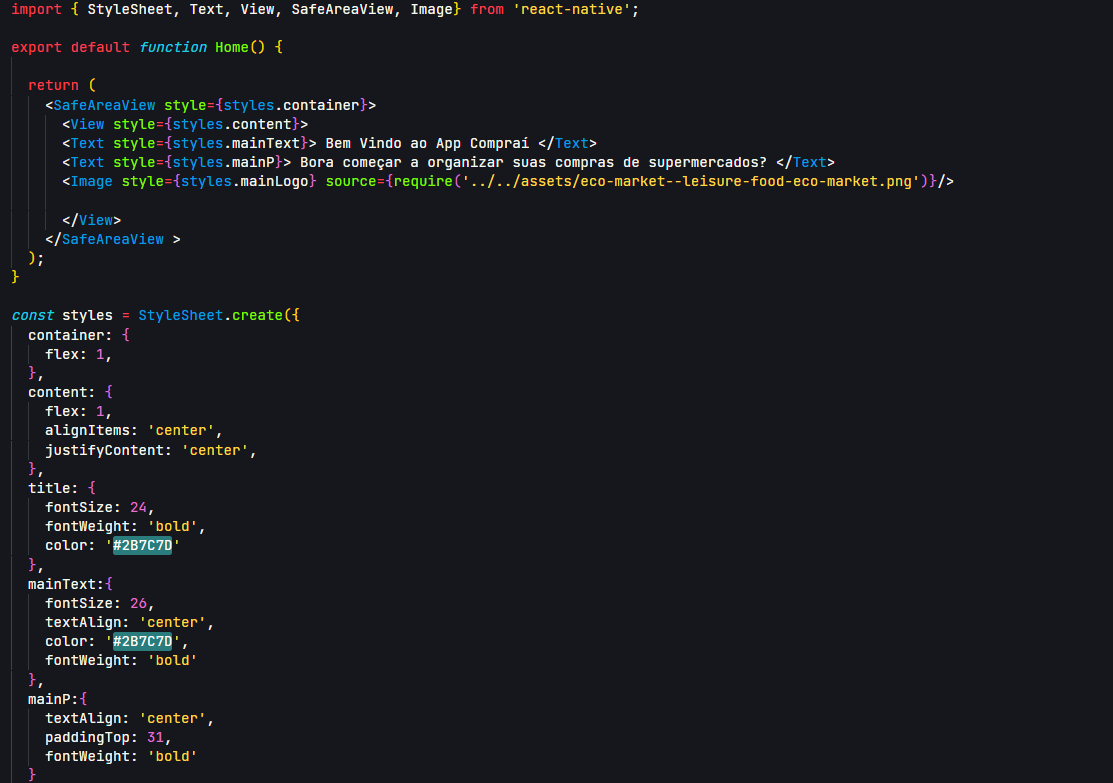 import { StyleSheet, Text, View, SafeAreaView, Image} from 'react-native';
export default function Home() {
return (
<SafeAreaView style={styles.container}>
<View style={styles.content}>
<Text style={styles.mainText}> Bem Vindo ao App Compraí </Text>
<Text style={styles.mainP}> Bora começar a organizar suas compras de supermercados? </Text>
<Image style={styles.mainLogo} source={require('../../assets/eco-market--leisure-food-eco-market.png')}/>
</View>
</SafeAreaView >
);
}
const styles = StyleSheet.create({
container: {
flex: 1,
},
content: {
flex: 1,
alignItems: 'center',
justifyContent: 'center',
},
title: {
fontSize: 24,
fontWeight: 'bold',
color: '#2B7C7D'
},
mainText:{
fontSize: 26,
textAlign: 'center',
color: '#2B7C7D',
fontWeight: 'bold'
},
mainP:{
textAlign: 'center',
paddingTop: 31,
fontWeight: 'bold'
}